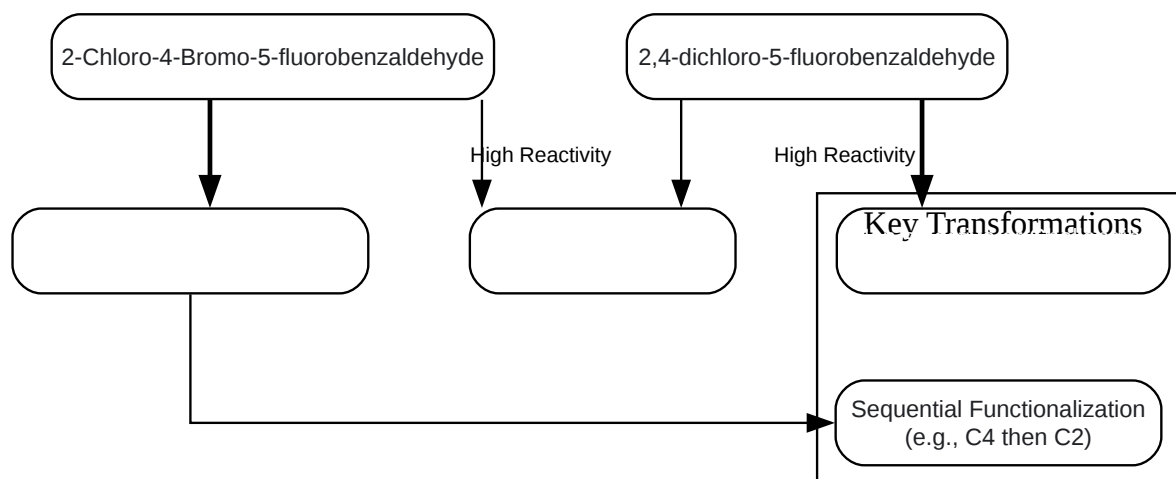 2-Chloro-4-Bromo-5-fluorobenzaldehyde
2,4-dichloro-5-fluorobenzaldehyde
High Reactivity
High Reactivity
Key Transformations
Sequential Functionalization
(e.g., C4 then C2)